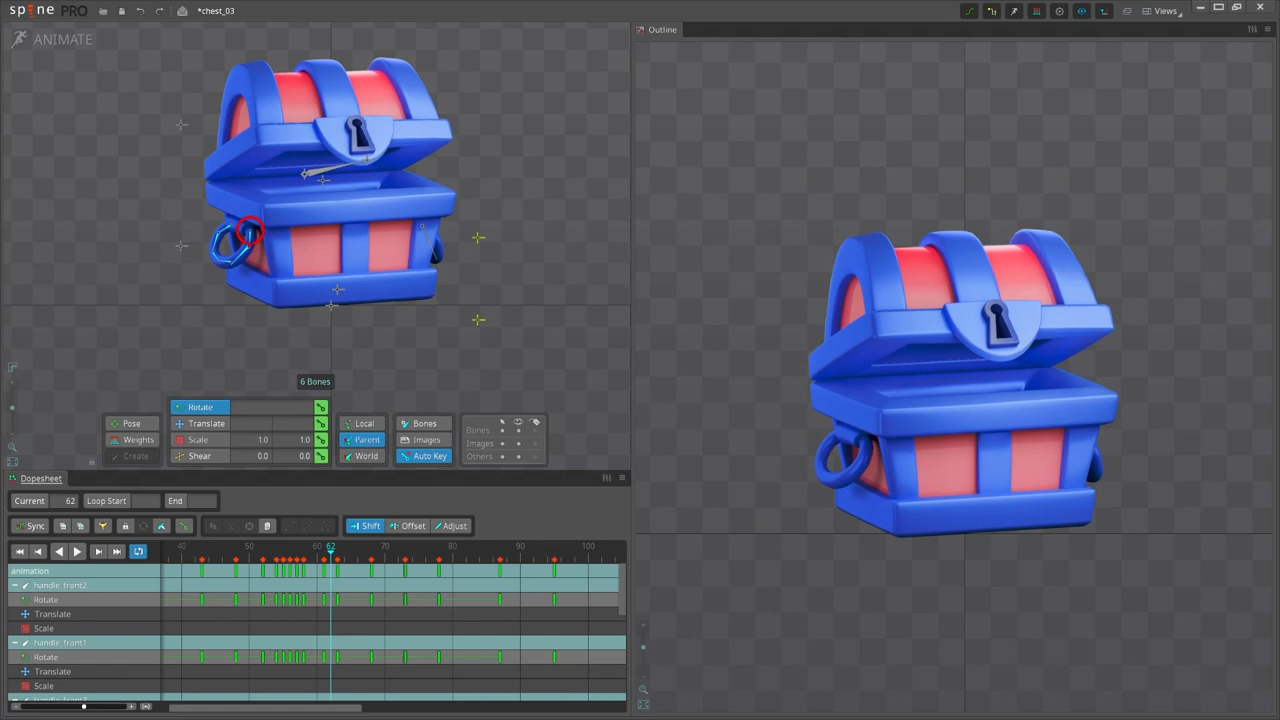 spine PRO
*chest_03
Views
ANIMATE
Outline
6 Bones
Rotate
Pose
Translate
Local
Bones
Weights
Scale 1.0 1.0
Parent
Images
Create
Shear 0.0 0.0
World
Auto Key
Bones
Images
Others
Dopesheet
Current 62 Loop Start End
Sync Shift Offset Adjust
40 50 60 62 70 80 90 100
animation
handle_front2
Rotate
Translate
Scale
handle_front1
Rotate
Translate
Scale